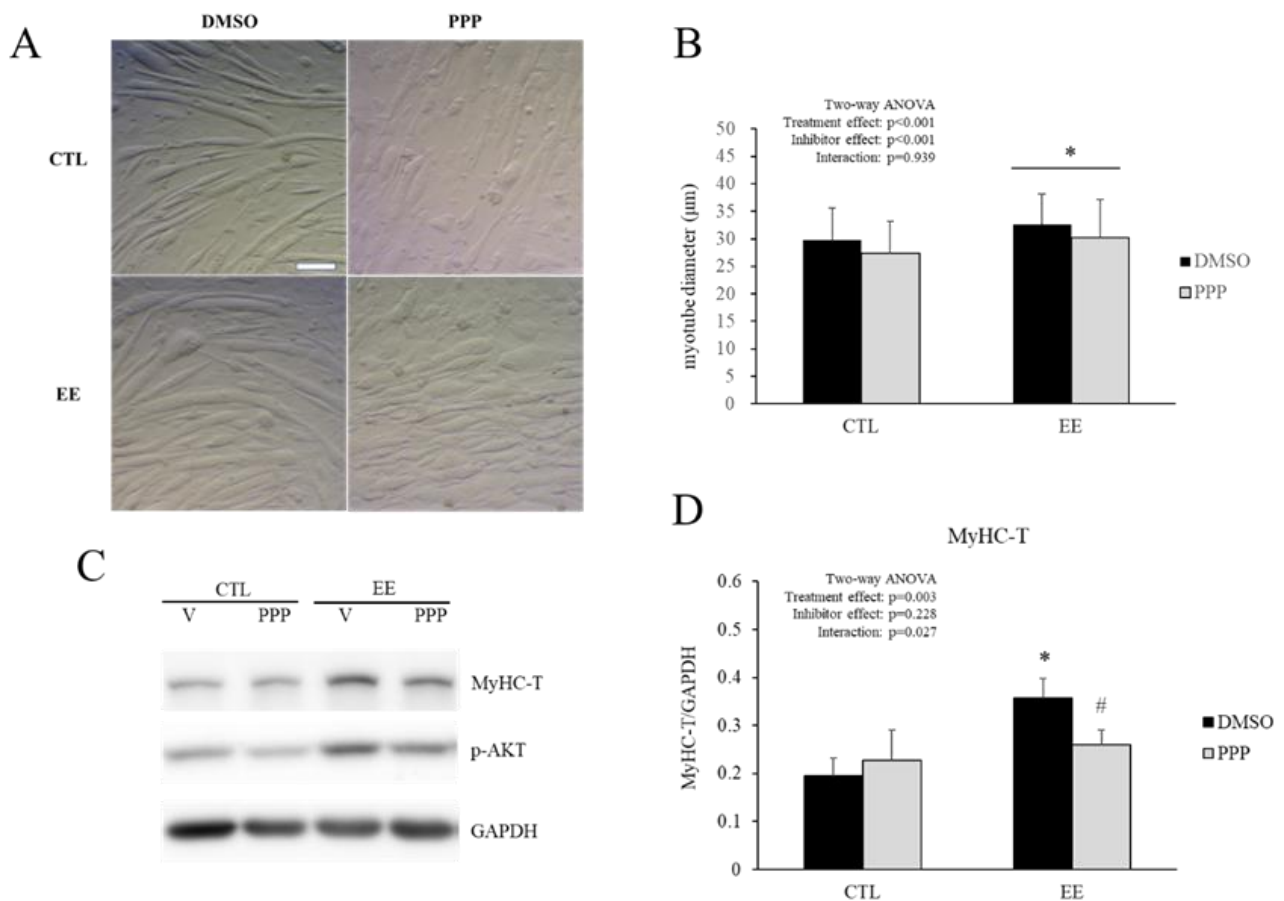 A
DMSO PPP
CTL
EE
B
Two-way ANOVA
Treatment effect: p<0.001
Inhibitor effect: p<0.001
Interaction: p=0.939
*
50
45
40
35
30
25
20
15
10
5
0
myotube diameter (μm)
CTL EE
DMSO
PPP
C
CTL EE
V PPP V PPP
MyHC-T
p-AKT
GAPDH
D
MyHC-T
Two-way ANOVA
Treatment effect: p=0.003
Inhibitor effect: p=0.228
Interaction: p=0.027
*
#
0.6
0.5
0.4
0.3
0.2
0.1
0
MyHC-T/GAPDH
CTL EE
DMSO
PPP